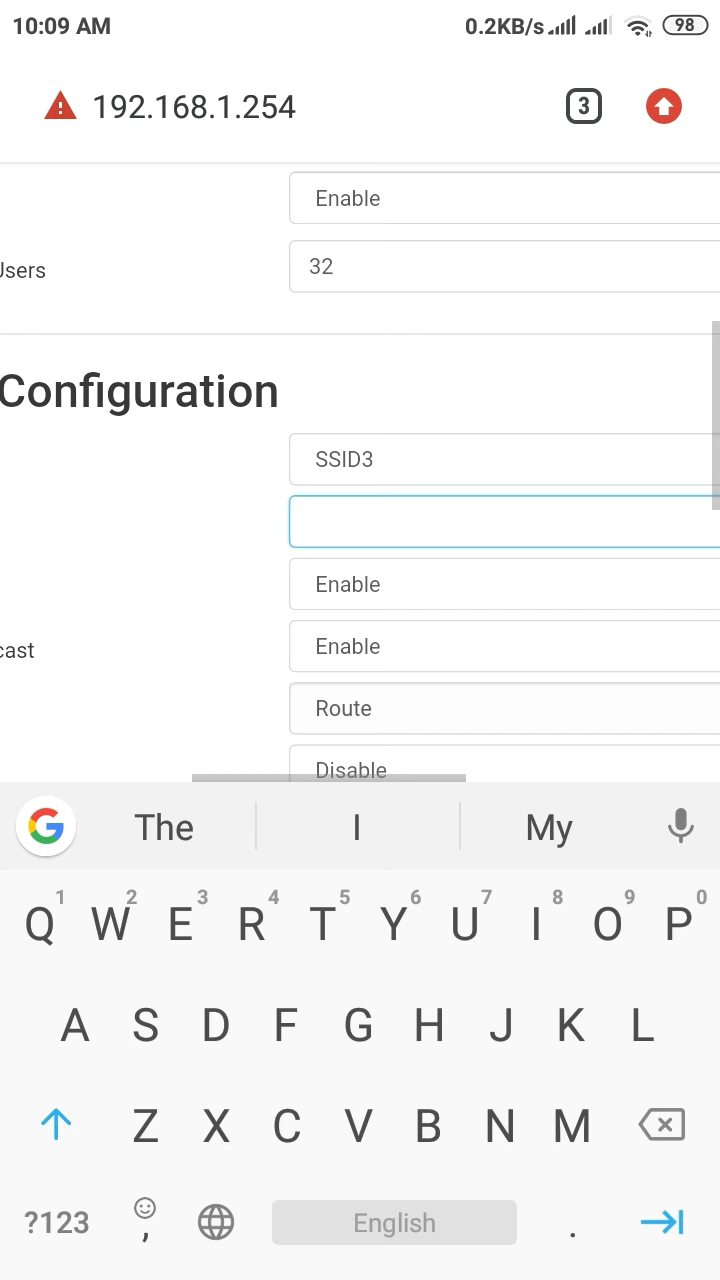 10:09 AM 0.2KB/s 98
192.168.1.254 3
Enable
Users 32
Configuration
SSID3
Enable
cast Enable
Route
Disable
G The I My
1 2 3 4 5 6 7 8 9 0
Q W E R T Y U I O P
A S D F G H J K L
Z X C V B N M
?123 , English .